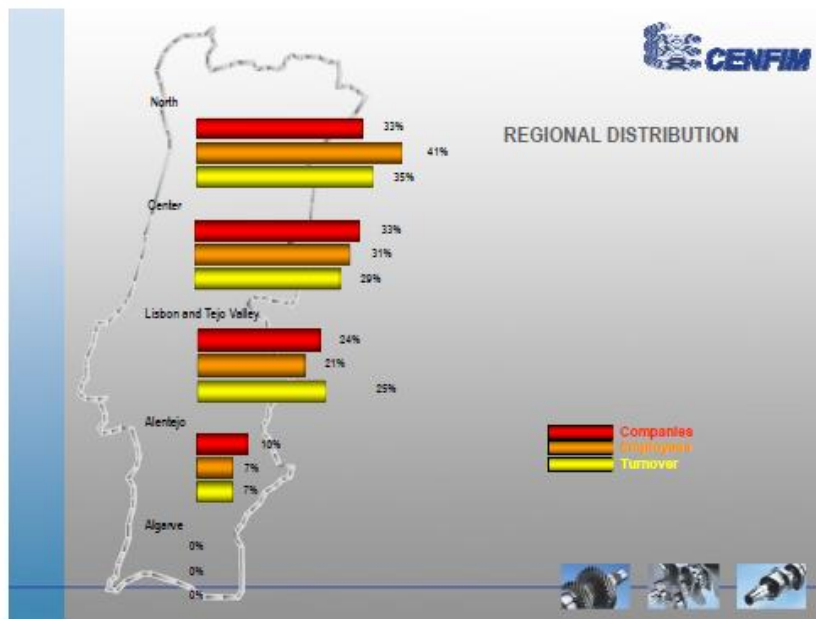 CENFIM
REGIONAL DISTRIBUTION
North
33%
41%
35%
Center
33%
31%
29%
Lisbon and Tejo Valley
24%
21%
25%
Alentejo
10%
7%
7%
Algarve
0%
0%
0%
Companies
Employees
Turnover